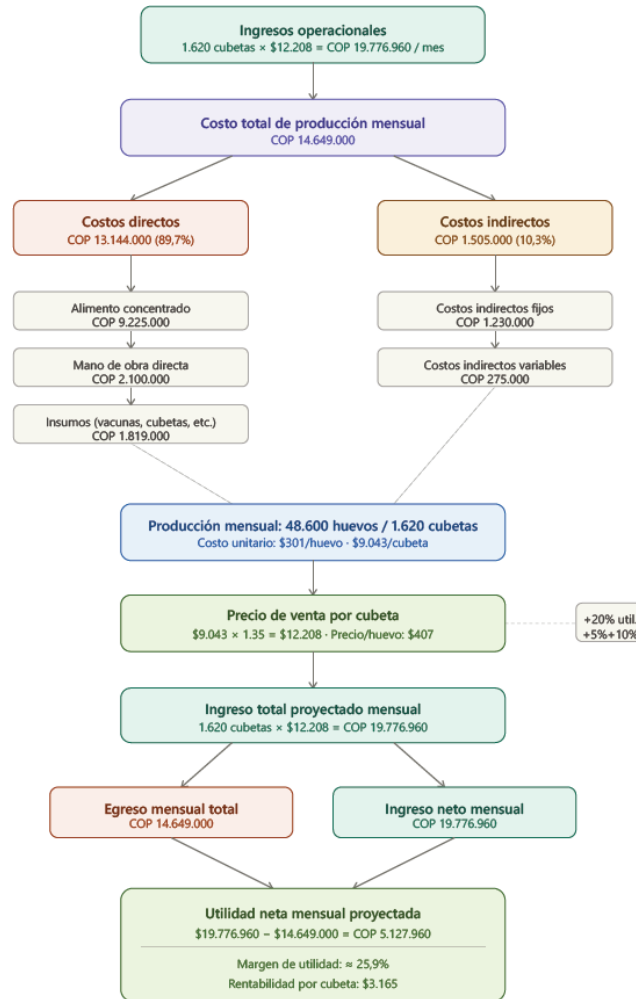 Ingresos operacionales
1.620 cubetas × $12.208 = COP 19.776.960 / mes
Costo total de producción mensual
COP 14.649.000
Costos directos
COP 13.144.000 (89,7%)
Costos indirectos
COP 1.505.000 (10,3%)
Alimento concentrado
COP 9.225.000
Costos indirectos fijos
COP 1.230.000
Mano de obra directa
COP 2.100.000
Costos indirectos variables
COP 275.000
Insumos (vacunas, cubetas, etc.)
COP 1.819.000
Producción mensual: 48.600 huevos / 1.620 cubetas
Costo unitario: $301/huevo · $9.043/cubeta
Precio de venta por cubeta
$9.043 × 1.35 = $12.208 · Precio/huevo: $407
+20% util.
+5%+10%
Ingreso total proyectado mensual
1.620 cubetas × $12.208 = COP 19.776.960
Egreso mensual total
COP 14.649.000
Ingreso neto mensual
COP 19.776.960
Utilidad neta mensual proyectada
$19.776.960 − $14.649.000 = COP 5.127.960
Margen de utilidad: ≈ 25,9%
Rentabilidad por cubeta: $3.165